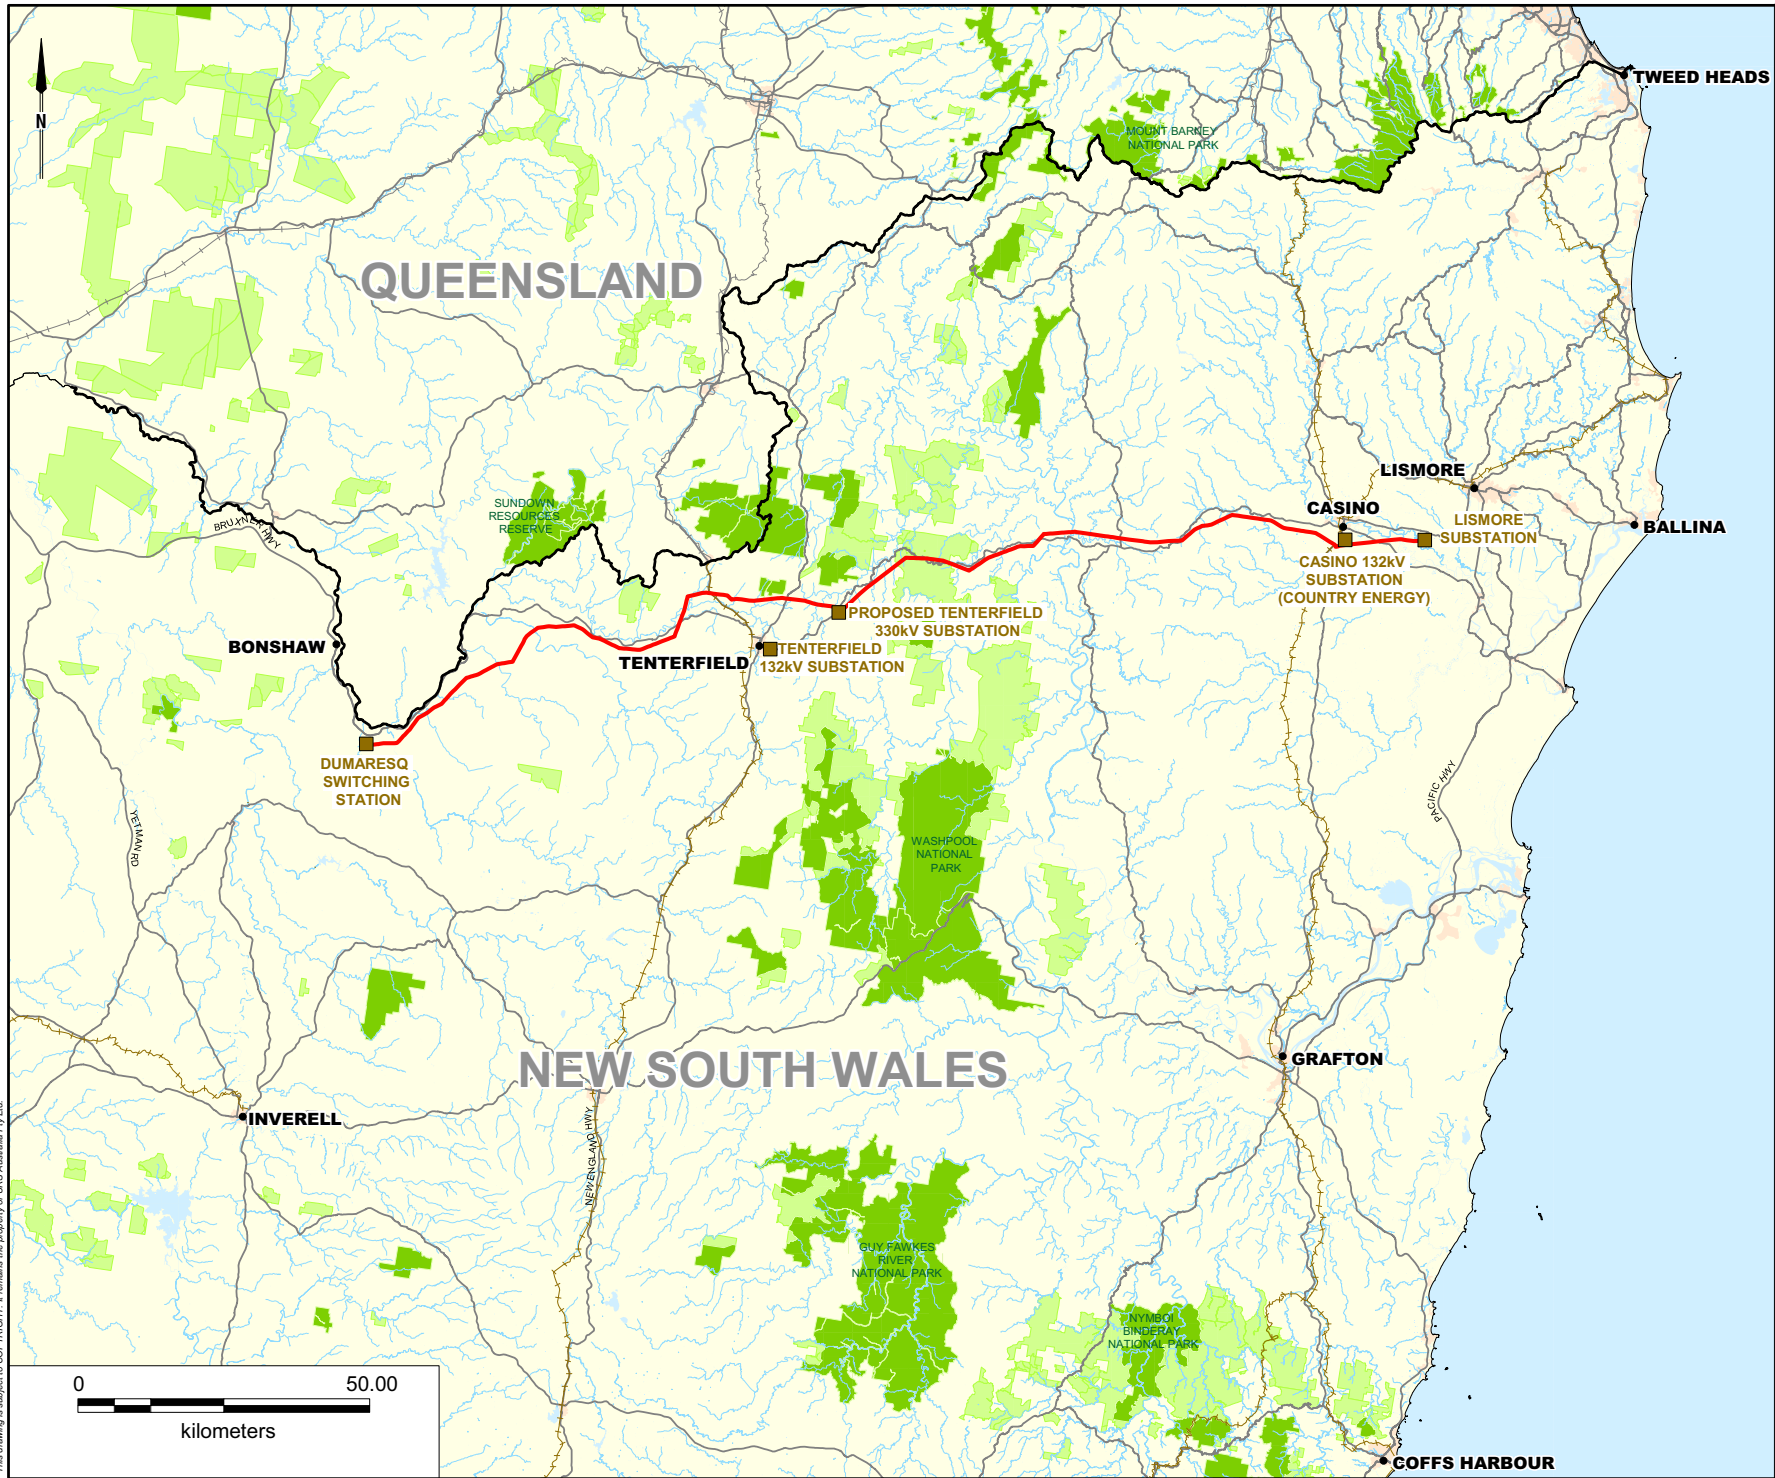 TWEED HEADS
N
MOUNT BARNEY
NATIONAL PARK
QUEENSLAND
LISMORE
SUNDOWN
RESOURCES
RESERVE
CASINO
BRUXNER HWY
LISMORE
SUBSTATION
BALLINA
CASINO 132kV
SUBSTATION
(COUNTRY ENERGY)
PROPOSED TENTERFIELD
330kV SUBSTATION
BONSHAW
TENTERFIELD
TENTERFIELD
132kV SUBSTATION
DUMARESQ
SWITCHING
STATION
PACIFIC HWY
YETMAN RD
WASHPOOL
NATIONAL
PARK
GRAFTON
NEW SOUTH WALES
INVERELL
NEW ENGLAND HWY
GUY FAWKES
RIVER
NATIONAL PARK
NYMBOI
BINDERAY
NATIONAL PARK
0 50.00
kilometers
COFFS HARBOUR